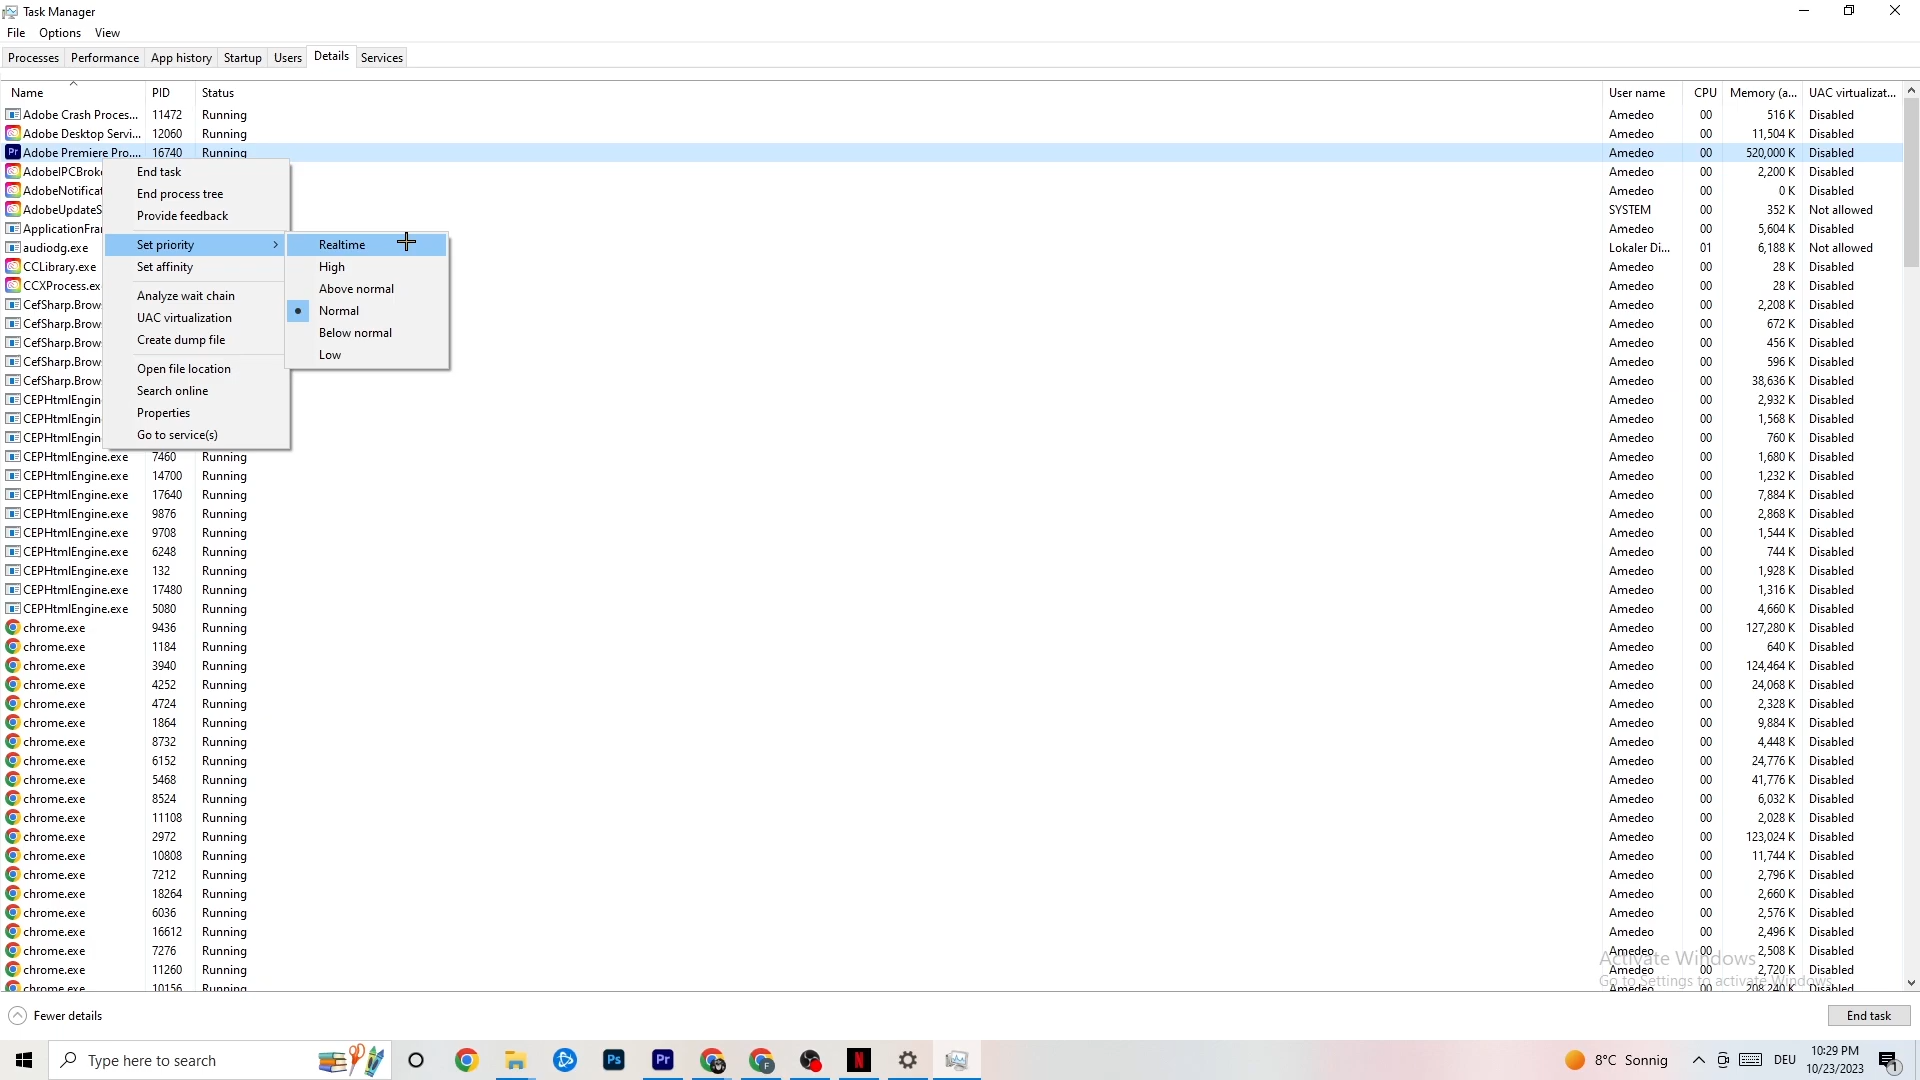 Task Manager
File Options View
Processes Performance App history Startup Users Details Services
Name PID Status User name CPU Memory (a... UAC virtualizat...
Adobe Crash Proces... 11472 Running Amedeo 00 516 K Disabled
Adobe Desktop Servi... 12060 Running Amedeo 00 11,504 K Disabled
Pr Adobe Premiere Pro.... 16740 Running Amedeo 00 520,000 K Disabled
AdobeIPCBrok End task Amedeo 00 2,200 K Disabled
AdobeNotificat End process tree Amedeo 00 0 K Disabled
AdobeUpdateS Provide feedback SYSTEM 00 352 K Not allowed
ApplicationFra Amedeo 00 5,604 K Disabled
audiodg.exe Set priority Realtime Lokaler Di... 01 6,188 K Not allowed
CCLibrary.exe Set affinity High Amedeo 00 28 K Disabled
CCXProcess.ex Analyze wait chain Above normal Amedeo 00 28 K Disabled
CefSharp.Brow UAC virtualization Normal Amedeo 00 2,208 K Disabled
CefSharp.Brow Create dump file Below normal Amedeo 00 672 K Disabled
CefSharp.Brow Low Amedeo 00 456 K Disabled
CefSharp.Brow Open file location Amedeo 00 596 K Disabled
CefSharp.Brow Search online Amedeo 00 38,636 K Disabled
CEPHtmlEngin Properties Amedeo 00 2,932 K Disabled
CEPHtmlEngin Go to service(s) Amedeo 00 1,568 K Disabled
CEPHtmlEngin Amedeo 00 760 K Disabled
CEPHtmlEngine.exe 7460 Running Amedeo 00 1,680 K Disabled
CEPHtmlEngine.exe 14700 Running Amedeo 00 1,232 K Disabled
CEPHtmlEngine.exe 17640 Running Amedeo 00 7,884 K Disabled
CEPHtmlEngine.exe 9876 Running Amedeo 00 2,868 K Disabled
CEPHtmlEngine.exe 9708 Running Amedeo 00 1,544 K Disabled
CEPHtmlEngine.exe 6248 Running Amedeo 00 744 K Disabled
CEPHtmlEngine.exe 132 Running Amedeo 00 1,928 K Disabled
CEPHtmlEngine.exe 17480 Running Amedeo 00 1,316 K Disabled
CEPHtmlEngine.exe 5080 Running Amedeo 00 4,660 K Disabled
chrome.exe 9436 Running Amedeo 00 127,280 K Disabled
chrome.exe 1184 Running Amedeo 00 640 K Disabled
chrome.exe 3940 Running Amedeo 00 124,464 K Disabled
chrome.exe 4252 Running Amedeo 00 24,068 K Disabled
chrome.exe 4724 Running Amedeo 00 2,328 K Disabled
chrome.exe 1864 Running Amedeo 00 9,884 K Disabled
chrome.exe 8732 Running Amedeo 00 4,448 K Disabled
chrome.exe 6152 Running Amedeo 00 24,776 K Disabled
chrome.exe 5468 Running Amedeo 00 41,776 K Disabled
chrome.exe 8524 Running Amedeo 00 6,032 K Disabled
chrome.exe 11108 Running Amedeo 00 2,028 K Disabled
chrome.exe 2972 Running Amedeo 00 123,024 K Disabled
chrome.exe 10808 Running Amedeo 00 11,744 K Disabled
chrome.exe 7212 Running Amedeo 00 2,796 K Disabled
chrome.exe 18264 Running Amedeo 00 2,660 K Disabled
chrome.exe 6036 Running Amedeo 00 2,576 K Disabled
chrome.exe 16612 Running Amedeo 00 2,496 K Disabled
chrome.exe 7276 Running Amedeo 00 2,508 K Disabled
Activate Windows
chrome.exe 11260 Running Amedeo 00 2,720 K Disabled
Go to Settings to activate Windows.
chrome.exe 10156 Running Amedeo 00 208,240 K Disabled
Fewer details End task
Type here to search Ps Pr F N 8°C Sonnig DEU 10:29 PM
10/23/2023 1